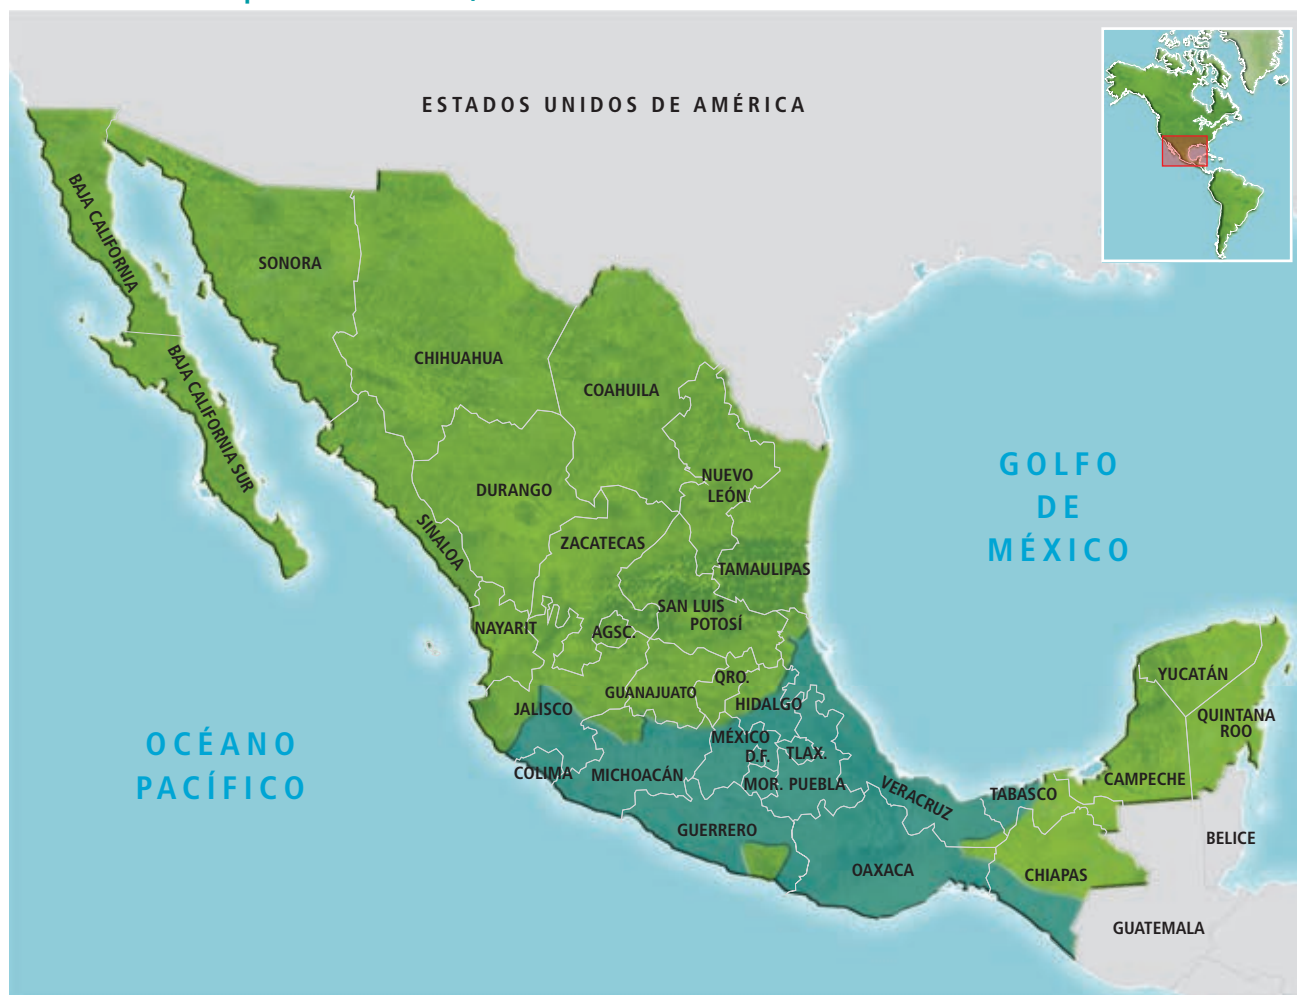 ESTADOS UNIDOS DE AMÉRICA
BAJA CALIFORNIA
SONORA
CHIHUAHUA
COAHUILA
BAJA CALIFORNIA SUR
NUEVO
LEÓN
DURANGO
SINALOA
ZACATECAS
TAMAULIPAS
SAN LUIS
POTOSÍ
NAYARIT
AGSC.
GOLFO
DE
MÉXICO
QRO.
GUANAJUATO
HIDALGO
JALISCO
YUCATÁN
QUINTANA
ROO
MÉXICO
D.F.
TLAX.
OCÉANO
PACÍFICO
COLIMA
MICHOACÁN
MOR.
PUEBLA
VERACRUZ
TABASCO
CAMPECHE
GUERRERO
BELICE
OAXACA
CHIAPAS
GUATEMALA